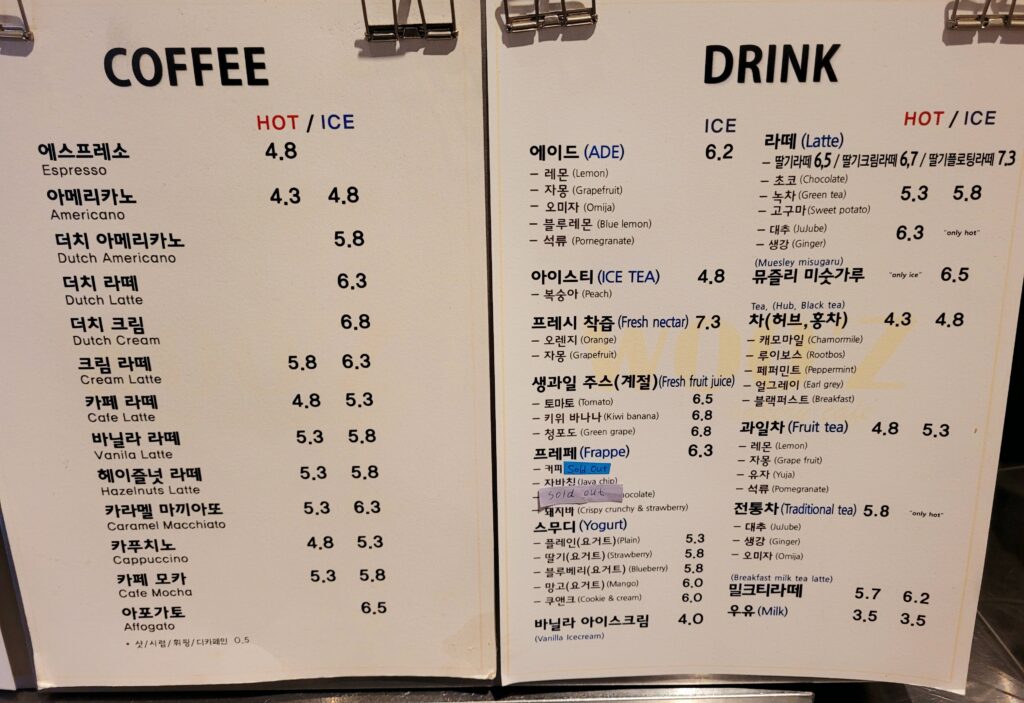 COFFEE
HOT / ICE
에스프레소 4.8
Espresso
아메리카노 4.3 4.8
Americano
더치 아메리카노 5.8
Dutch Americano
더치 라떼 6.3
Dutch Latte
더치 크림 6.8
Dutch Cream
크림 라떼 5.8 6.3
Cream Latte
카페 라떼 4.8 5.3
Cafe Latte
바닐라 라떼 5.3 5.8
Vanila Latte
헤이즐넛 라떼 5.3 5.8
Hazelnuts Latte
카라멜 마끼아또 5.3 6.3
Caramel Macchiato
카푸치노 4.8 5.3
Cappuccino
카페 모카 5.3 5.8
Cafe Mocha
아포가토 6.5
Affogato
• 샷/시럽/휘핑/디카페인 0.5
DRINK
ICE
에이드 (ADE) 6.2
– 레몬 (Lemon)
– 자몽 (Grapefruit)
– 오미자 (Omija)
– 블루레몬 (Blue lemon)
– 석류 (Pomegranate)
아이스티 (ICE TEA) 4.8
– 복숭아 (Peach)
프레시 착즙 (Fresh nectar) 7.3
– 오렌지 (Orange)
– 자몽 (Grapefruit)
생과일 주스(계절)(Fresh fruit juice)
– 토마토 (Tomato) 6.5
– 키위 바나나 (Kiwi banana) 6.8
– 청포도 (Green grape) 6.8
프레페 (Frappe) 6.3
– 커피 Sold Out
– 자바칩 (Java chip)
Sold out hocolate)
– 돼지바 (Crispy crunchy & strawberry)
스무디 (Yogurt)
– 플레인(요거트)(Plain) 5.3
– 딸기(요거트)(Strawberry) 5.8
– 블루베리(요거트)(Blueberry) 5.8
– 망고(요거트)(Mango) 6.0
– 쿠앤크 (Cookie & cream) 6.0
바닐라 아이스크림 4.0
(Vanilla Icecream)
HOT / ICE
라떼 (Latte)
– 딸기라떼 6,5 / 딸기크림라떼 6,7 / 딸기플로팅라떼 7.3
– 초코 (Chocolate)
– 녹차 (Green tea) 5.3 5.8
– 고구마 (Sweet potato)
– 대추 (JuJube) 6.3 "only hot"
– 생강 (Ginger)
(Muesley misugaru)
뮤즐리 미숫가루 "only ice" 6.5
Tea, (Hub, Black tea)
차(허브,홍차) 4.3 4.8
– 캐모마일 (Chamormile)
– 루이보스 (Rootbos)
– 페퍼민트 (Peppermint)
– 얼그레이 (Earl grey)
– 블랙퍼스트 (Breakfast)
과일차 (Fruit tea) 4.8 5.3
– 레몬 (Lemon)
– 자몽 (Grape fruit)
– 유자 (Yuja)
– 석류 (Pomegranate)
전통차 (Traditional tea) 5.8 "only hot"
– 대추 (JuJube)
– 생강 (Ginger)
– 오미자 (Omija)
(Breakfast milk tea latte)
밀크티라떼 5.7 6.2
우유 (Milk) 3.5 3.5